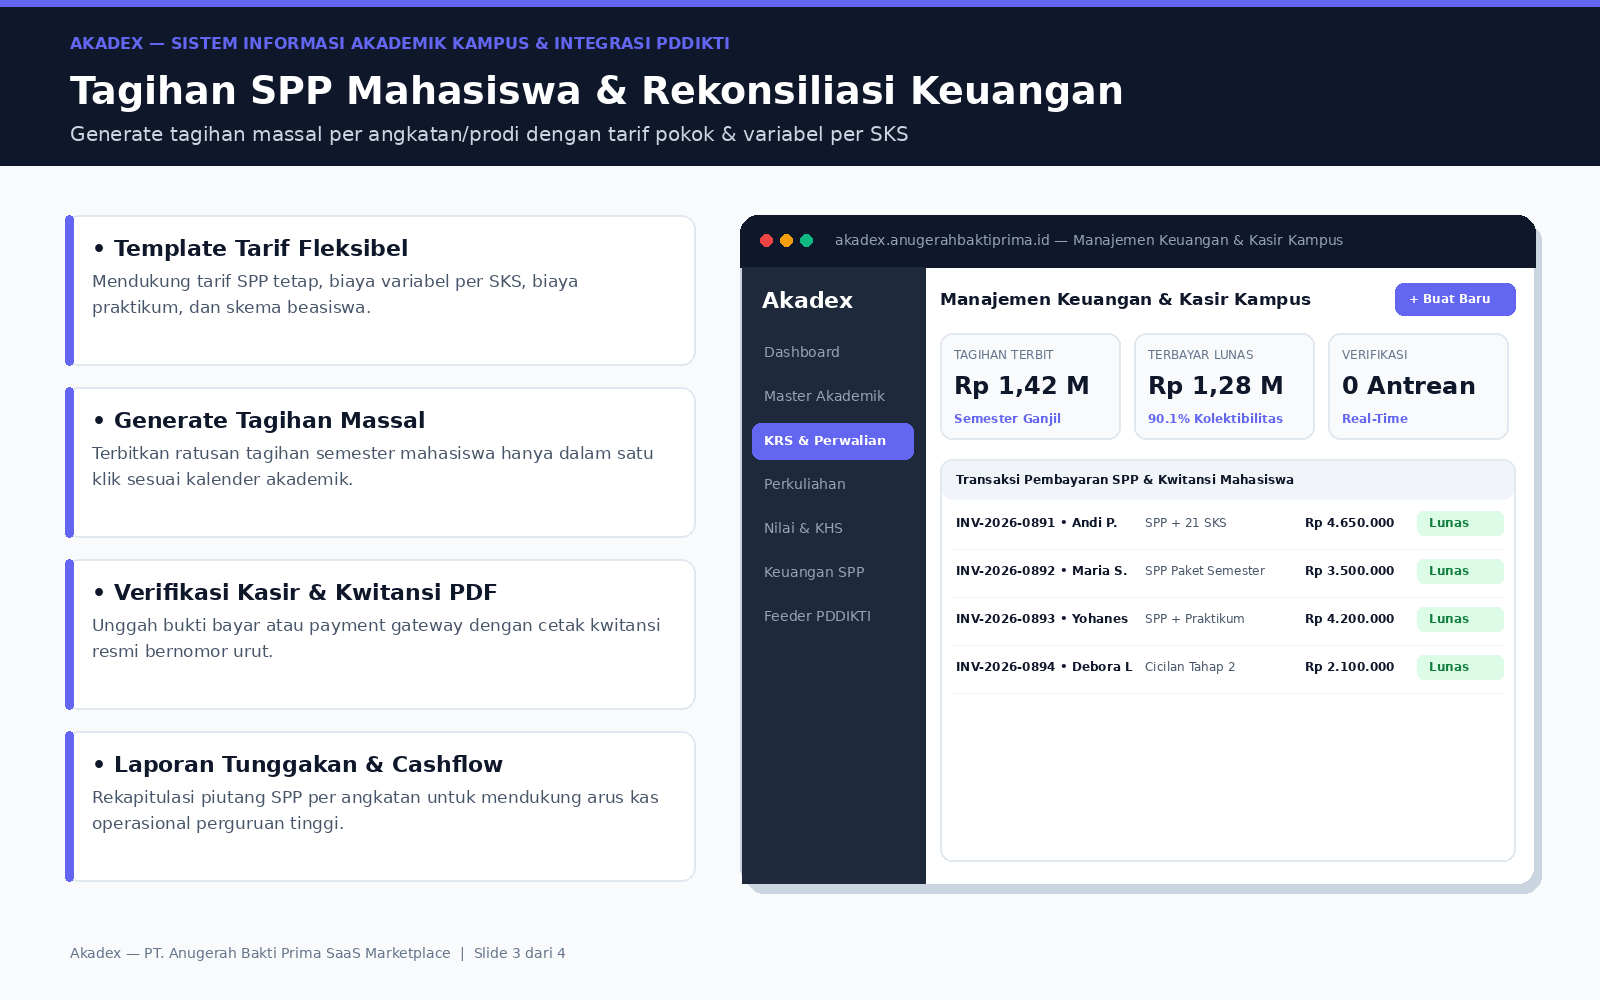 AKADEX — SISTEM INFORMASI AKADEMIK KAMPUS & INTEGRASI PDDIKTI
Tagihan SPP Mahasiswa & Rekonsiliasi Keuangan
Generate tagihan massal per angkatan/prodi dengan tarif pokok & variabel per SKS
• Template Tarif Fleksibel
Mendukung tarif SPP tetap, biaya variabel per SKS, biaya
praktikum, dan skema beasiswa.
• Generate Tagihan Massal
Terbitkan ratusan tagihan semester mahasiswa hanya dalam satu
klik sesuai kalender akademik.
• Verifikasi Kasir & Kwitansi PDF
Unggah bukti bayar atau payment gateway dengan cetak kwitansi
resmi bernomor urut.
• Laporan Tunggakan & Cashflow
Rekapitulasi piutang SPP per angkatan untuk mendukung arus kas
operasional perguruan tinggi.
akadex.anugerahbaktiprima.id — Manajemen Keuangan & Kasir Kampus
Akadex
Dashboard
Master Akademik
KRS & Perwalian
Perkuliahan
Nilai & KHS
Keuangan SPP
Feeder PDDIKTI
Manajemen Keuangan & Kasir Kampus
+ Buat Baru
TAGIHAN TERBIT
Rp 1,42 M
Semester Ganjil
TERBAYAR LUNAS
Rp 1,28 M
90.1% Kolektibilitas
VERIFIKASI
0 Antrean
Real-Time
Transaksi Pembayaran SPP & Kwitansi Mahasiswa
INV-2026-0891 • Andi P. SPP + 21 SKS Rp 4.650.000 Lunas
INV-2026-0892 • Maria S. SPP Paket Semester Rp 3.500.000 Lunas
INV-2026-0893 • Yohanes SPP + Praktikum Rp 4.200.000 Lunas
INV-2026-0894 • Debora L Cicilan Tahap 2 Rp 2.100.000 Lunas
Akadex — PT. Anugerah Bakti Prima SaaS Marketplace | Slide 3 dari 4